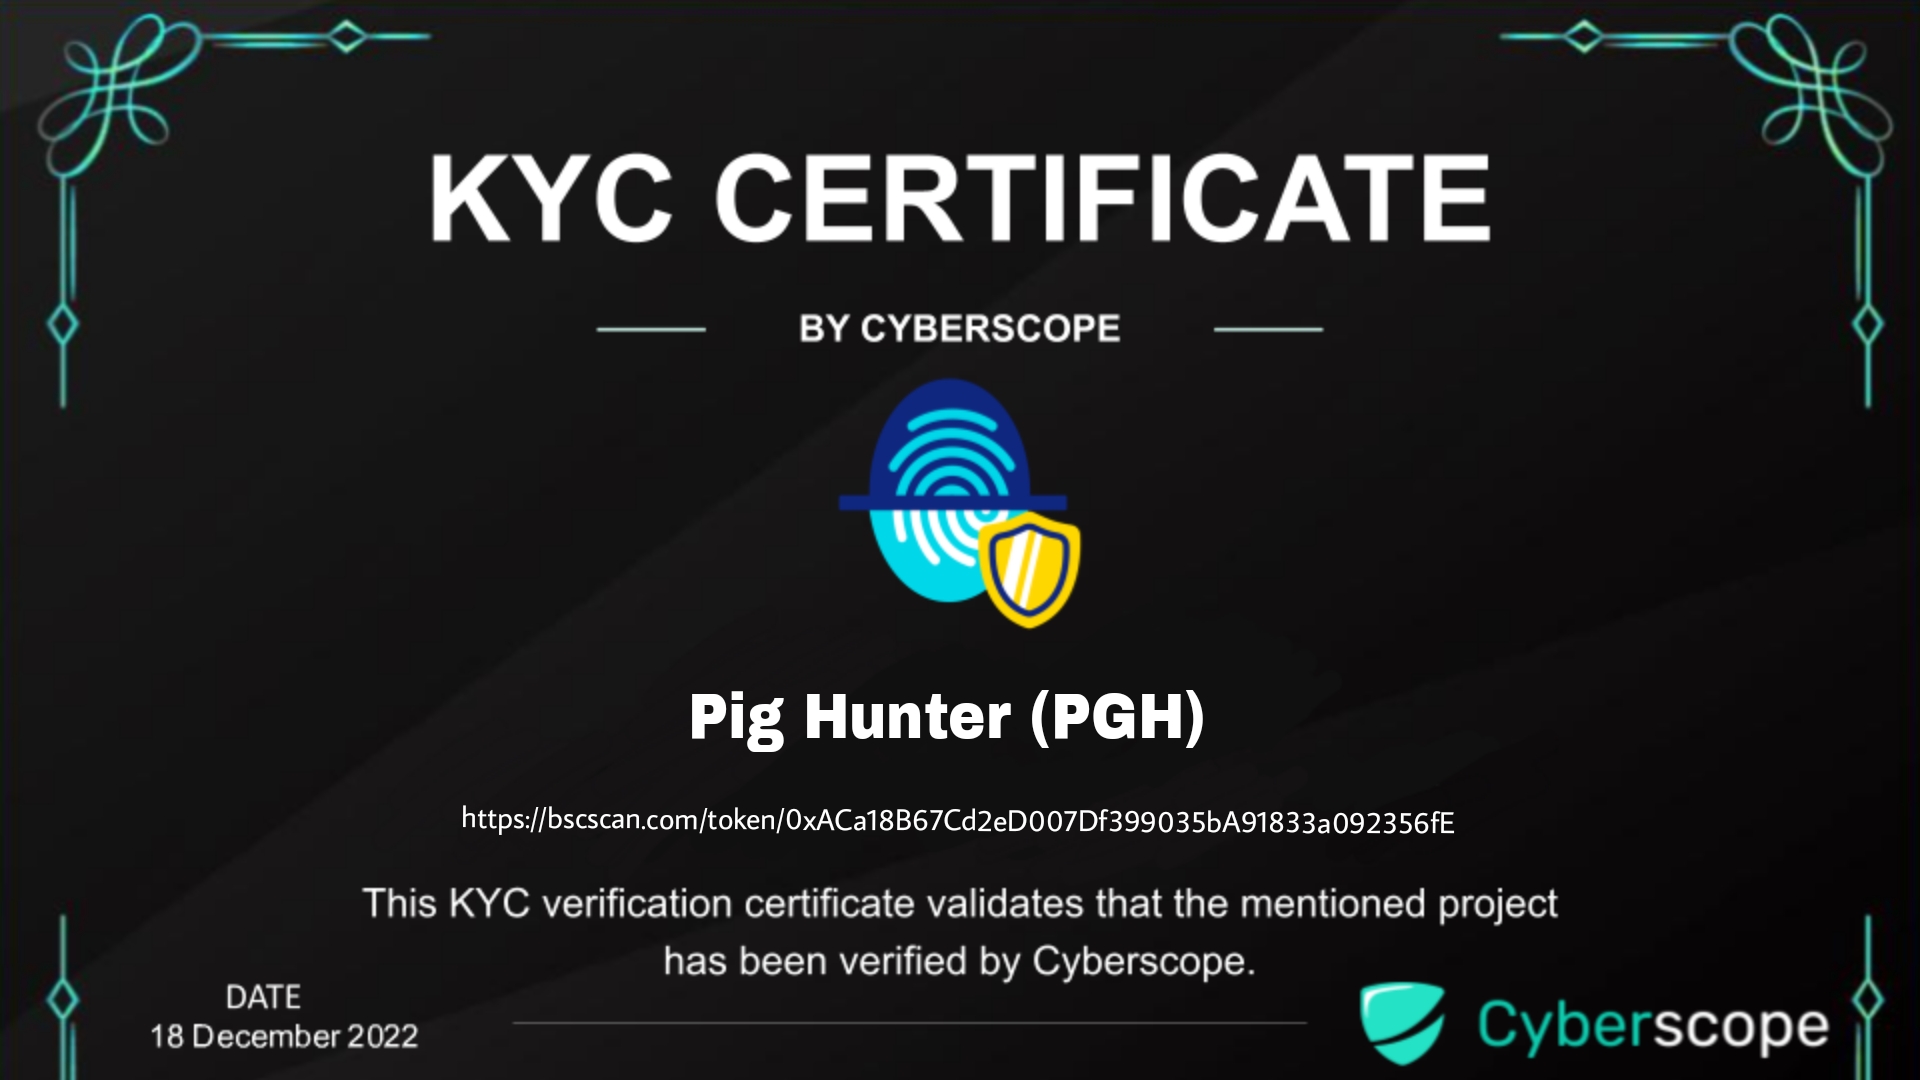 KYC CERTIFICATE
BY CYBERSCOPE
Pig Hunter (PGH)
https://bscscan.com/token/0xACa18B67Cd2eD007Df399035bA91833a092356fE
This KYC verification certificate validates that the mentioned project
has been verified by Cyberscope.
DATE
18 December 2022
Cyberscope